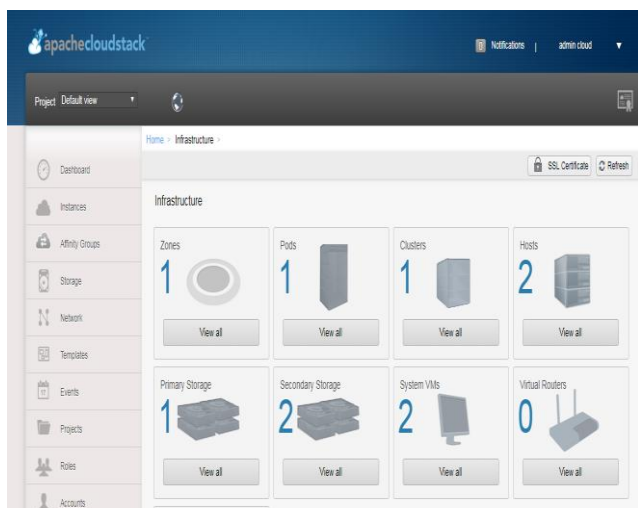 apachecloudstack
0 Notifications | admin cloud
Project Default view
Home > Infrastructure >
SSL Certificate Refresh
Dashboard
Instances
Affinity Groups
Storage
Network
Templates
Events
Projects
Roles
Accounts
Infrastructure
Zones
1
View all
Pods
1
View all
Clusters
1
View all
Hosts
2
View all
Primary Storage
1
View all
Secondary Storage
2
View all
System VMs
2
View all
Virtual Routers
0
View all